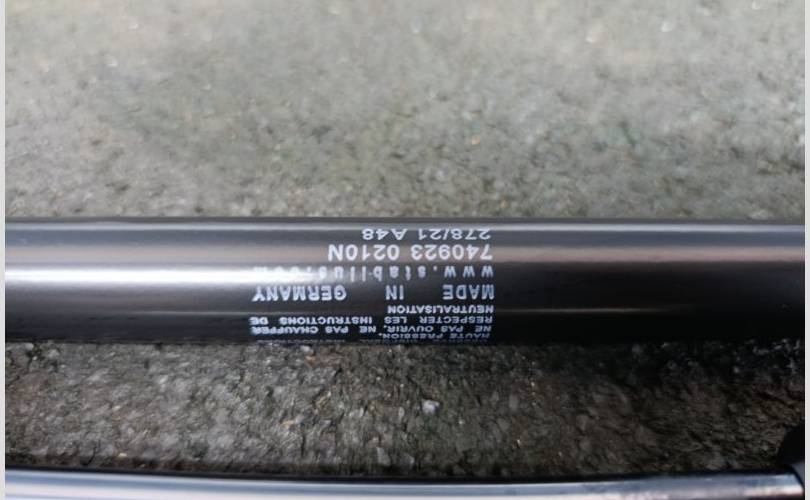 HAUTE PRESSION,
NE PAS OUVRIR, NE PAS CHAUFFER
RESPECTER LES INSTRUCTIONS DE
NEUTRALISATION
MADE IN GERMANY
www.stabilus.com
740923 0210N
278/21 A48